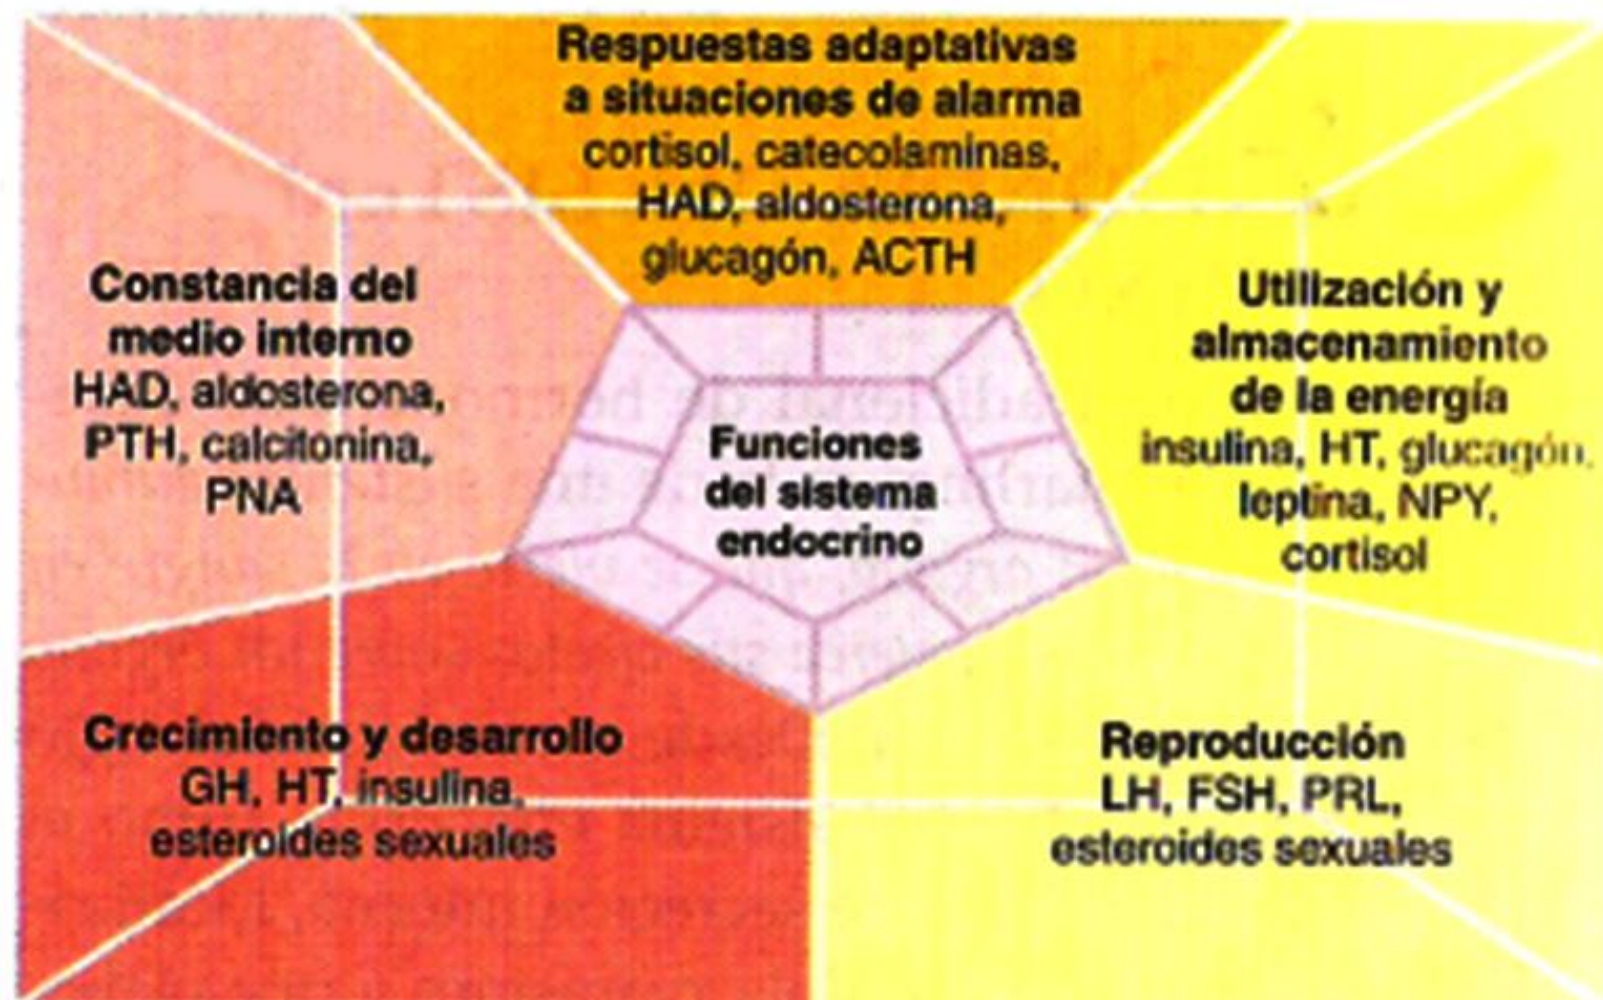 Respuestas adaptativas
a situaciones de alarma
cortisol, catecolaminas,
HAD, aldosterona,
glucagón, ACTH
Constancia del
medio interno
HAD, aldosterona,
PTH, calcitonina,
PNA
Utilización y
almacenamiento
de la energía
insulina, HT, glucagón,
leptina, NPY,
cortisol
Funciones
del sistema
endocrino
Crecimiento y desarrollo
GH, HT, insulina,
esteroides sexuales
Reproducción
LH, FSH, PRL,
esteroides sexuales